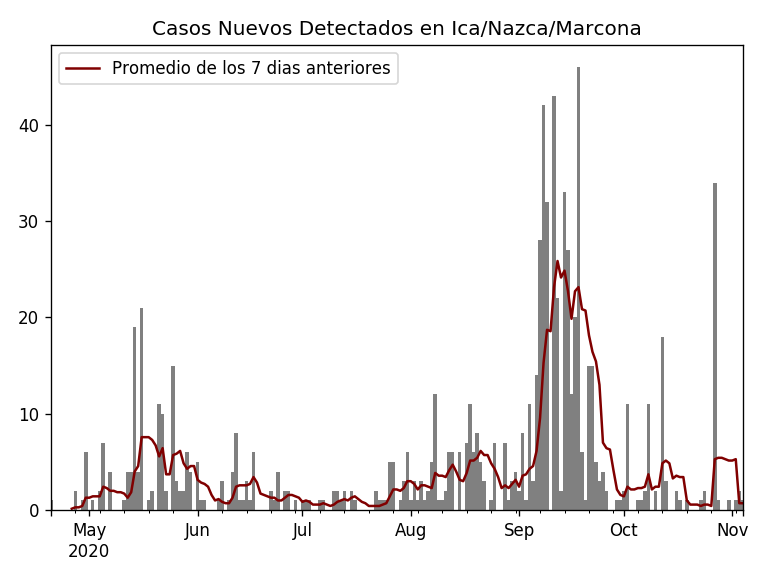 Casos Nuevos Detectados en Ica/Nazca/Marcona
Promedio de los 7 dias anteriores
40
30
20
10
0
May Jun Jul Aug Sep Oct Nov
2020